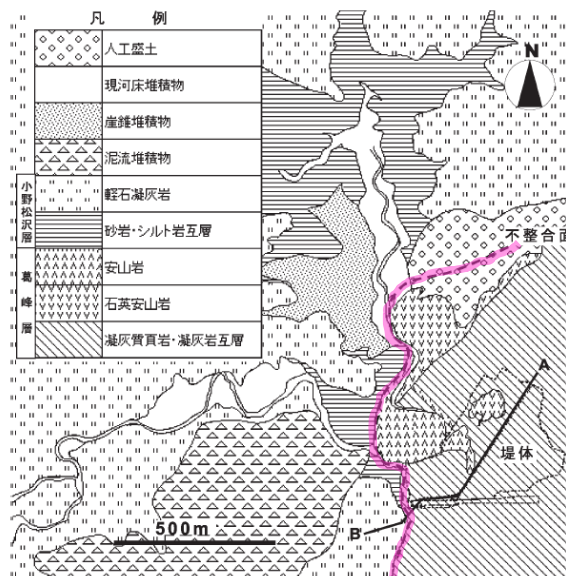 凡 例
人工盛土
現河床堆積物
崖錐堆積物
泥流堆積物
小野松沢層
軽石凝灰岩
砂岩・シルト岩互層
葛峰層
安山岩
石英安山岩
凝灰質頁岩・凝灰岩互層
N
不整合面
A
堤体
B
500m